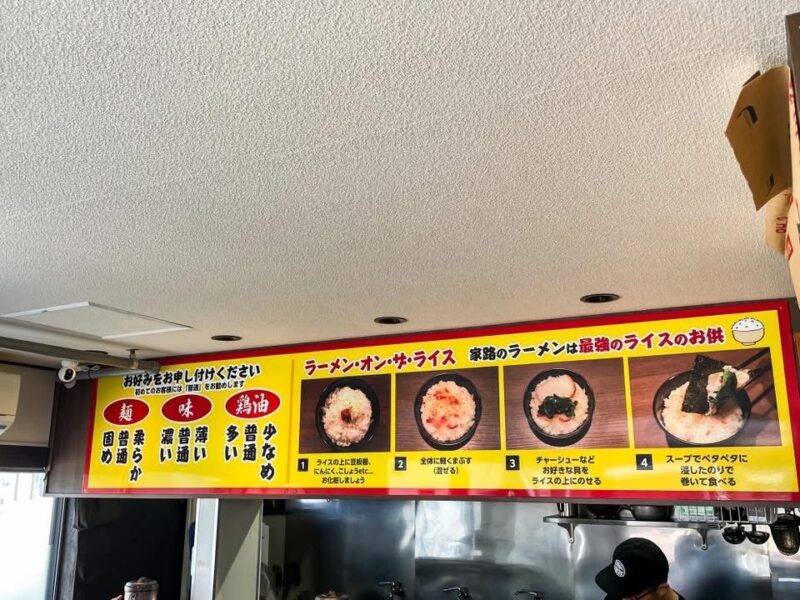 お好みをお申し付けください
初めてのお客様には「普通」をお勧めします
麺
固め
普通
柔らか
味
濃い
普通
薄い
鶏油
多い
普通
少なめ
ラーメン・オン・ザ・ライス
家路のラーメンは最強のライスのお供
1
ライスの上に豆板醤、
にんにく、こしょうetc...
お化粧しましょう
2
全体に軽くまぶす
(混ぜる)
3
チャーシューなど
お好きな具を
ライスの上にのせる
4
スープでペタペタに
浸したのりで
巻いて食べる